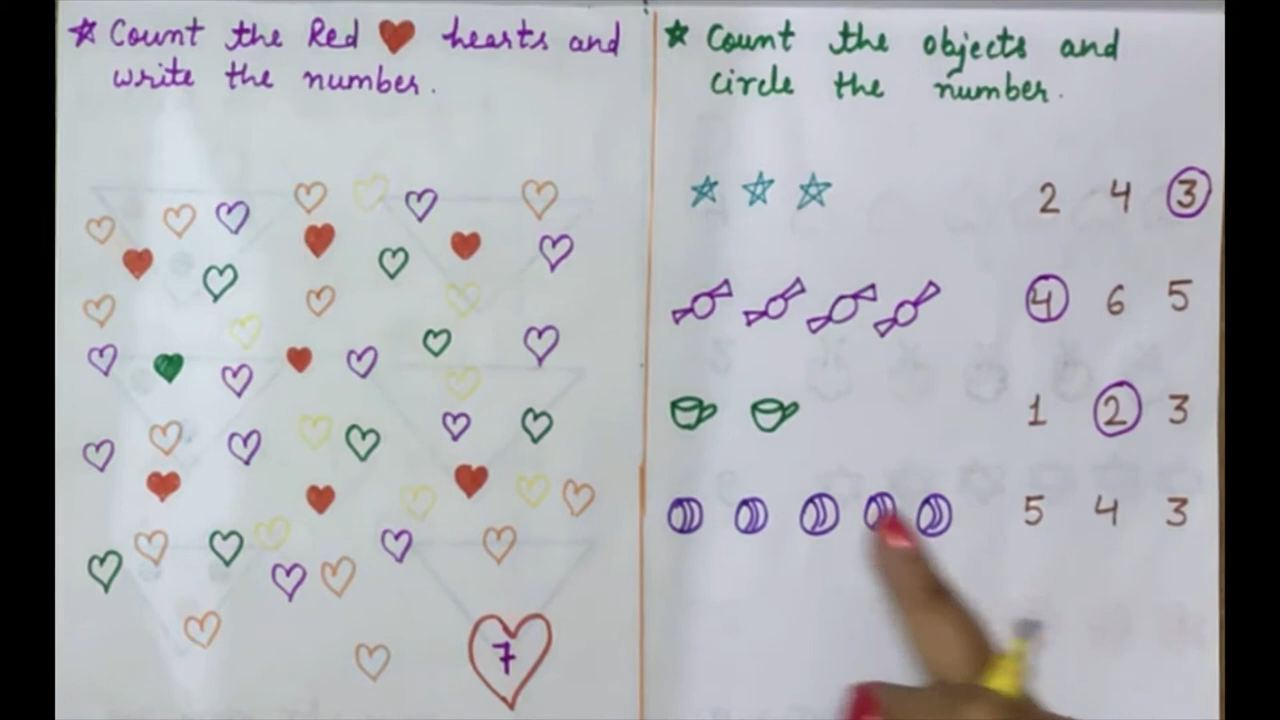 Count the Red hearts and
write the number.
7
Count the objects and
circle the number.
2 4 3
4 6 5
1 2 3
5 4 3